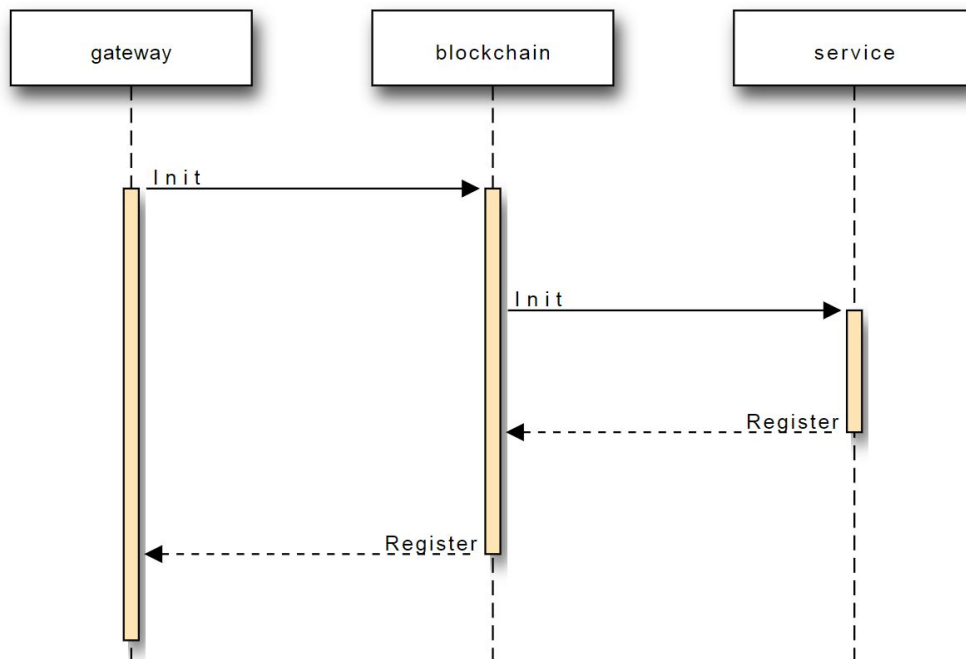 gateway
blockchain
service
Init
Init
Register
Register